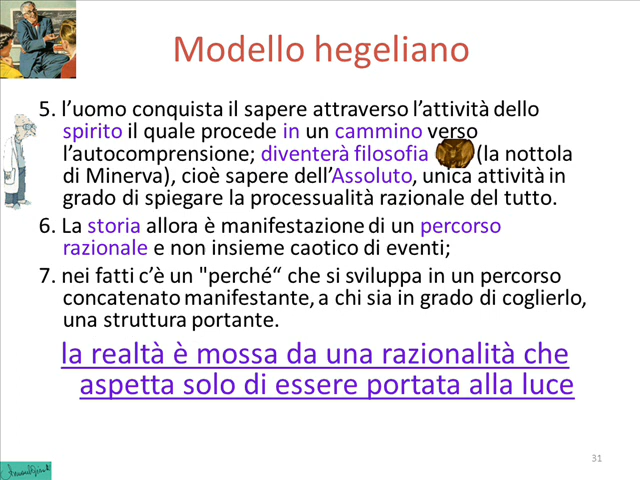 Modello hegeliano
5. l'uomo conquista il sapere attraverso l'attività dello
spirito il quale procede in un cammino verso
l'autocomprensione; diventerà filosofia (la nottola
di Minerva), cioè sapere dell'Assoluto, unica attività in
grado di spiegare la processualità razionale del tutto.
6. La storia allora è manifestazione di un percorso
razionale e non insieme caotico di eventi;
7. nei fatti c'è un "perché“ che si sviluppa in un percorso
concatenato manifestante, a chi sia in grado di coglierlo,
una struttura portante.
la realtà è mossa da una razionalità che
aspetta solo di essere portata alla luce
31